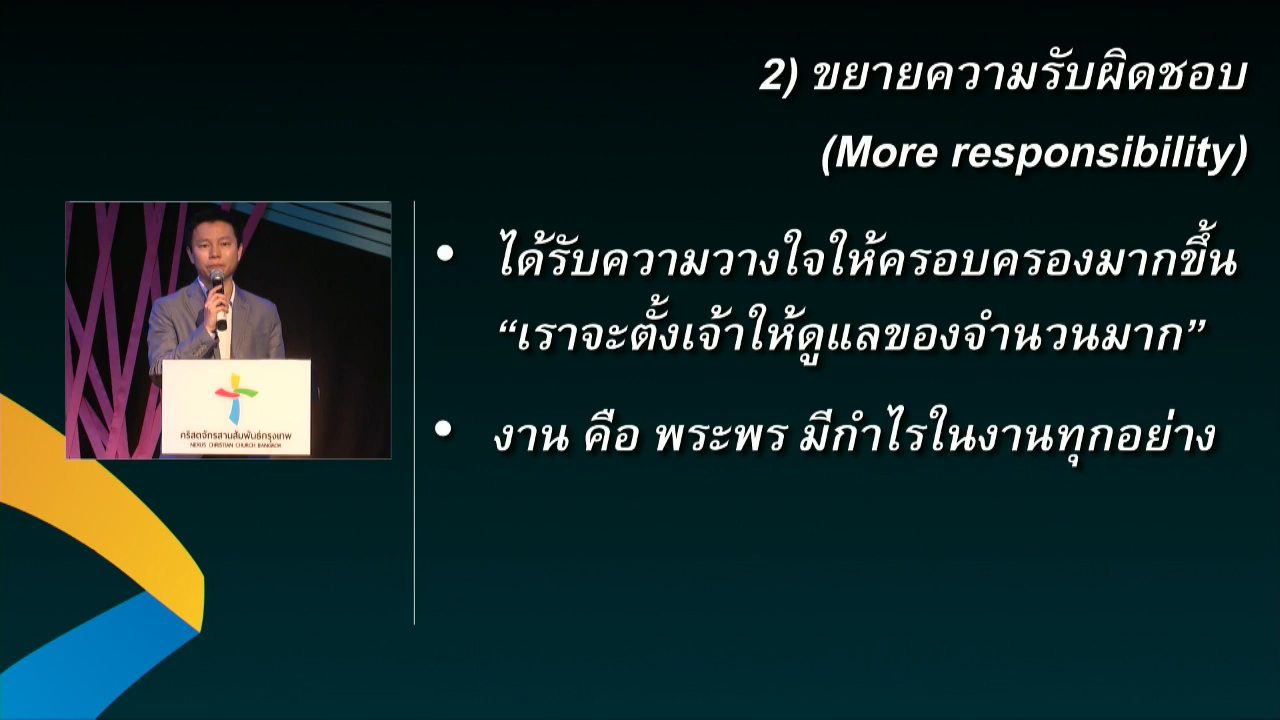 2) ขยายความรับผิดชอบ
(More responsibility)
• ได้รับความวางใจให้ครอบครองมากขึ้น
“เราจะตั้งเจ้าให้ดูแลของจำนวนมาก”
• งาน คือ พระพร มีกำไรในงานทุกอย่าง
คริสตจักรสานสัมพันธ์กรุงเทพ
NEXUS CHRISTIAN CHURCH BANGKOK